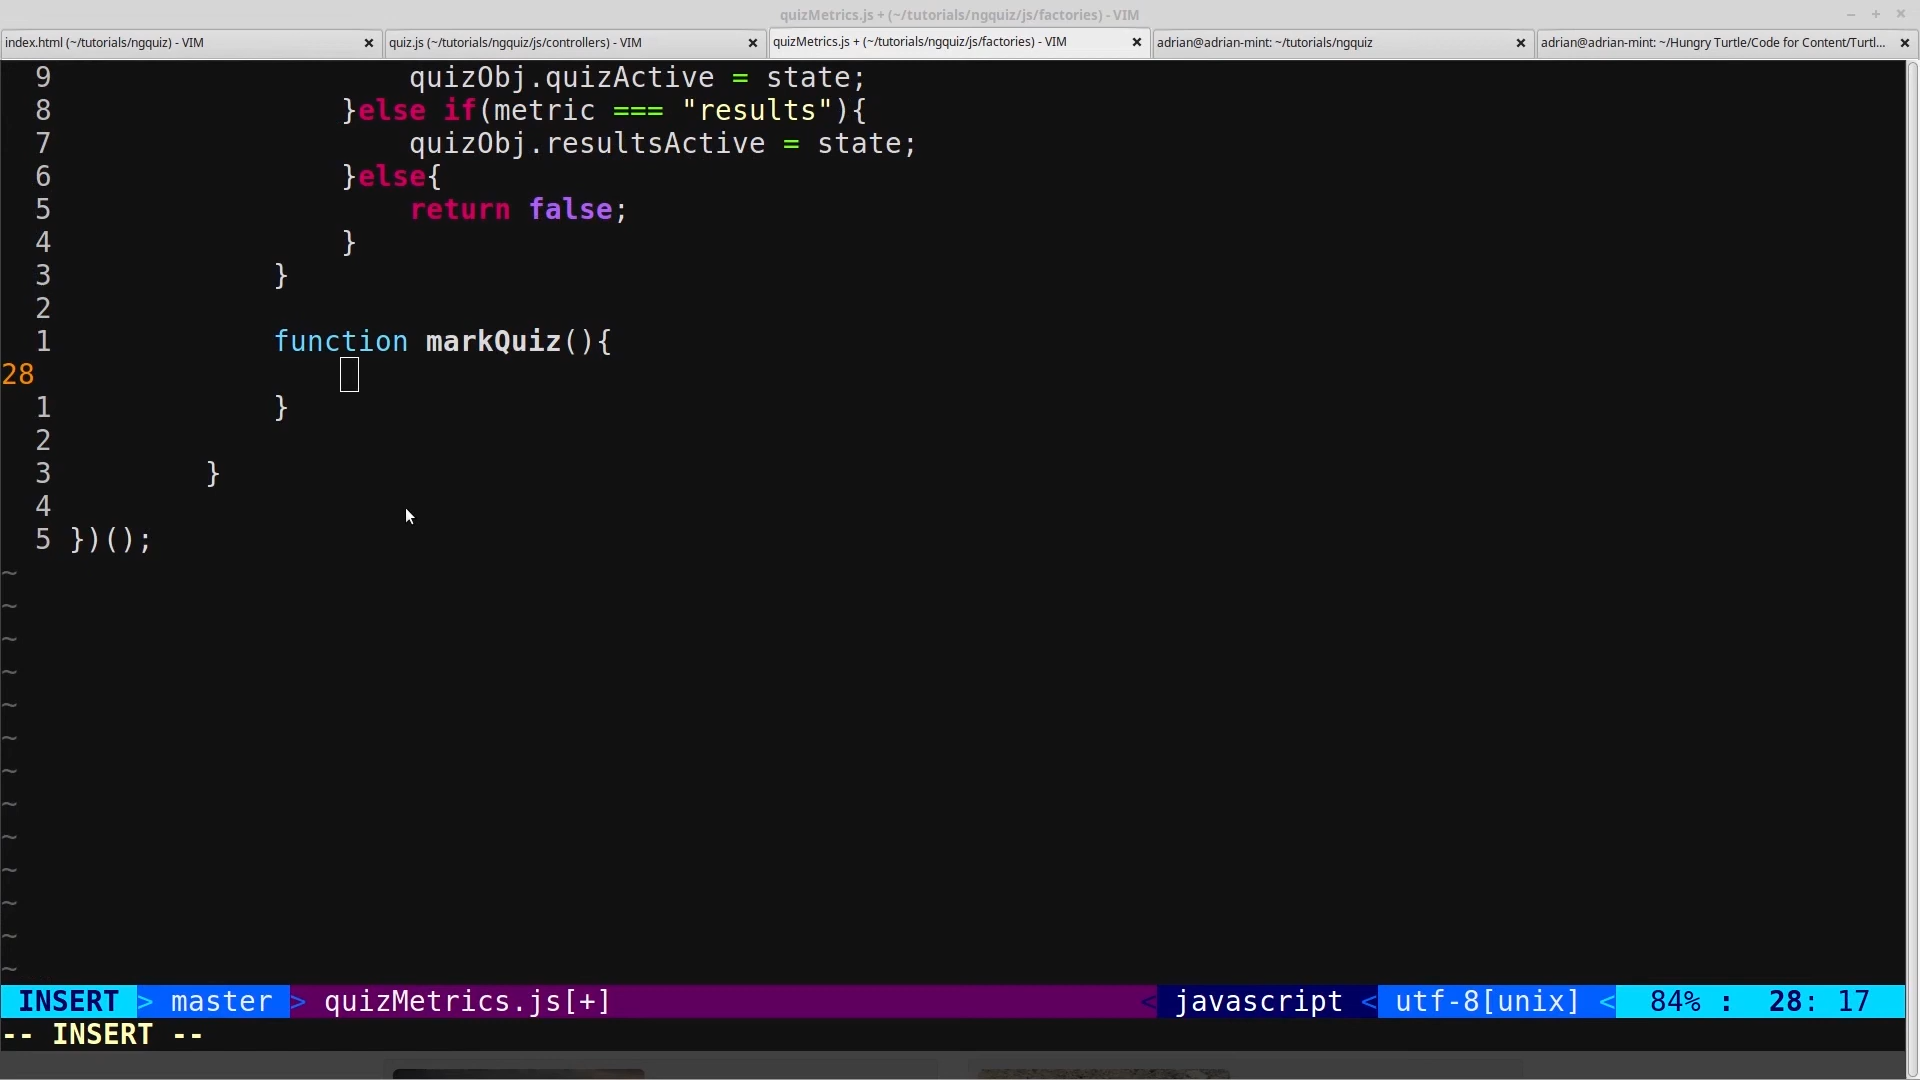 quizMetrics.js + (~/tutorials/ngquiz/js/factories) - VIM
index.html (~/tutorials/ngquiz) - VIM
quiz.js (~/tutorials/ngquiz/js/controllers) - VIM
quizMetrics.js + (~/tutorials/ngquiz/js/factories) - VIM
adrian@adrian-mint: ~/tutorials/ngquiz
adrian@adrian-mint: ~/Hungry Turtle/Code for Content/Turtl...
9 quizObj.quizActive = state;
8 }else if(metric === "results"){
7 quizObj.resultsActive = state;
6 }else{
5 return false;
4 }
3 }
2
1 function markQuiz(){
28
1 }
2
3 }
4
5 })();
~
~
~
~
~
~
~
~
~
~
~
~
~
INSERT > master > quizMetrics.js[+] < javascript < utf-8[unix] < 84% : 28: 17
-- INSERT --